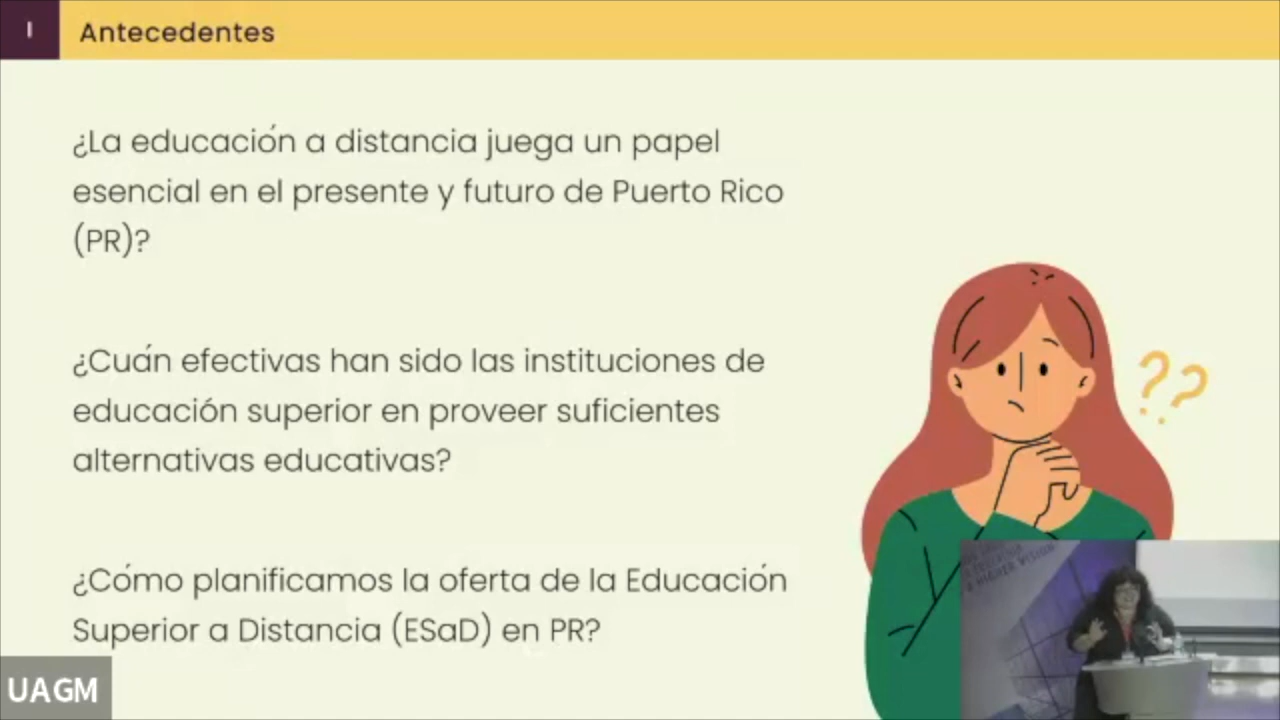 I
Antecedentes
¿La educación a distancia juega un papel
esencial en el presente y futuro de Puerto Rico
(PR)?
¿Cuán efectivas han sido las instituciones de
educación superior en proveer suficientes
alternativas educativas?
¿Cómo planificamos la oferta de la Educación
Superior a Distancia (ESaD) en PR?
??
A HIGHER VISION
UAGM